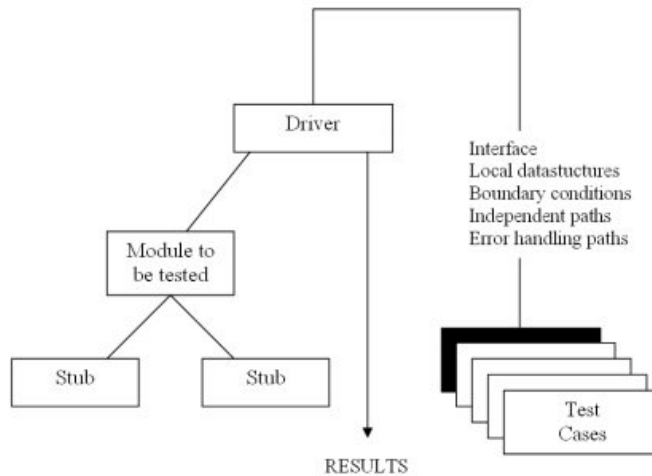 Driver
Interface
Local datastuctures
Boundary conditions
Independent paths
Error handling paths
Module to
be tested
Stub
Stub
Test
Cases
RESULTS